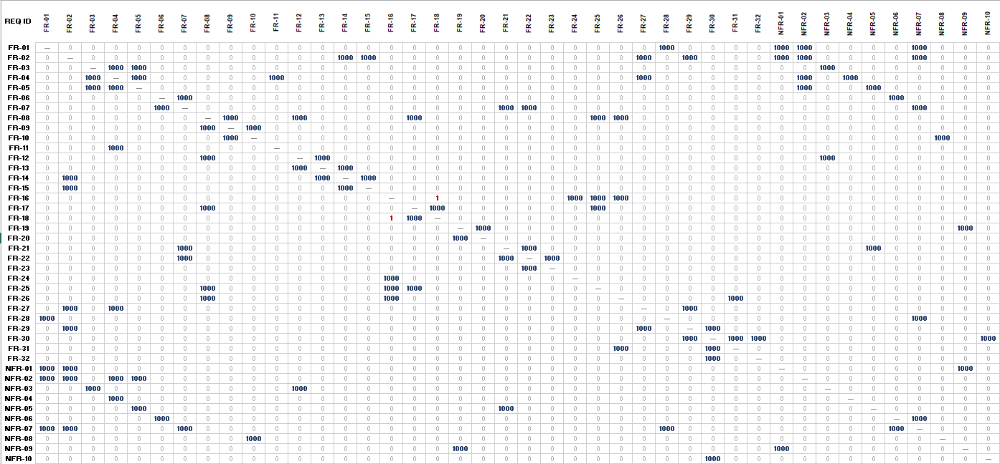 REQ ID FR-01 FR-02 FR-03 FR-04 FR-05 FR-06 FR-07 FR-08 FR-09 FR-10 FR-11 FR-12 FR-13 FR-14 FR-15 FR-16 FR-17 FR-18 FR-19 FR-20 FR-21 FR-22 FR-23 FR-24 FR-25 FR-26 FR-27 FR-28 FR-29 FR-30 FR-31 FR-32 NFR-01 NFR-02 NFR-03 NFR-04 NFR-05 NFR-06 NFR-07 NFR-08 NFR-09 NFR-10
FR-01 — 0 0 0 0 0 0 0 0 0 0 0 0 0 0 0 0 0 0 0 0 0 0 0 0 0 0 1000 0 0 0 0 1000 1000 0 0 0 0 1000 0 0 0
FR-02 0 — 0 0 0 0 0 0 0 0 0 0 0 1000 1000 0 0 0 0 0 0 0 0 0 0 0 1000 0 1000 0 0 0 1000 1000 0 0 0 0 1000 0 0 0
FR-03 0 0 — 1000 1000 0 0 0 0 0 0 0 0 0 0 0 0 0 0 0 0 0 0 0 0 0 0 0 0 0 0 0 0 0 1000 0 0 0 0 0 0 0
FR-04 0 0 1000 — 1000 0 0 0 0 0 1000 0 0 0 0 0 0 0 0 0 0 0 0 0 0 0 1000 0 0 0 0 0 0 1000 0 1000 0 0 0 0 0 0
FR-05 0 0 1000 1000 — 0 0 0 0 0 0 0 0 0 0 0 0 0 0 0 0 0 0 0 0 0 0 0 0 0 0 0 0 1000 0 0 1000 0 0 0 0 0
FR-06 0 0 0 0 0 — 1000 0 0 0 0 0 0 0 0 0 0 0 0 0 0 0 0 0 0 0 0 0 0 0 0 0 0 0 0 0 0 1000 0 0 0 0
FR-07 0 0 0 0 0 1000 — 0 0 0 0 0 0 0 0 0 0 0 0 0 1000 1000 0 0 0 0 0 0 0 0 0 0 0 0 0 0 0 0 1000 0 0 0
FR-08 0 0 0 0 0 0 0 — 1000 0 0 1000 0 0 0 0 1000 0 0 0 0 0 0 0 1000 1000 0 0 0 0 0 0 0 0 0 0 0 0 0 0 0 0
FR-09 0 0 0 0 0 0 0 1000 — 1000 0 0 0 0 0 0 0 0 0 0 0 0 0 0 0 0 0 0 0 0 0 0 0 0 0 0 0 0 0 0 0 0
FR-10 0 0 0 0 0 0 0 0 1000 — 0 0 0 0 0 0 0 0 0 0 0 0 0 0 0 0 0 0 0 0 0 0 0 0 0 0 0 0 0 1000 0 0
FR-11 0 0 0 1000 0 0 0 0 0 0 — 0 0 0 0 0 0 0 0 0 0 0 0 0 0 0 0 0 0 0 0 0 0 0 0 0 0 0 0 0 0 0
FR-12 0 0 0 0 0 0 0 1000 0 0 0 — 1000 0 0 0 0 0 0 0 0 0 0 0 0 0 0 0 0 0 0 0 0 0 1000 0 0 0 0 0 0 0
FR-13 0 0 0 0 0 0 0 0 0 0 0 1000 — 1000 0 0 0 0 0 0 0 0 0 0 0 0 0 0 0 0 0 0 0 0 0 0 0 0 0 0 0 0
FR-14 0 1000 0 0 0 0 0 0 0 0 0 0 1000 — 1000 0 0 0 0 0 0 0 0 0 0 0 0 0 0 0 0 0 0 0 0 0 0 0 0 0 0 0
FR-15 0 1000 0 0 0 0 0 0 0 0 0 0 0 1000 — 0 0 0 0 0 0 0 0 0 0 0 0 0 0 0 0 0 0 0 0 0 0 0 0 0 0 0
FR-16 0 0 0 0 0 0 0 0 0 0 0 0 0 0 0 — 0 1 0 0 0 0 0 1000 1000 1000 0 0 0 0 0 0 0 0 0 0 0 0 0 0 0 0
FR-17 0 0 0 0 0 0 0 1000 0 0 0 0 0 0 0 0 — 1000 0 0 0 0 0 0 1000 0 0 0 0 0 0 0 0 0 0 0 0 0 0 0 0 0
FR-18 0 0 0 0 0 0 0 0 0 0 0 0 0 0 0 1 1000 — 0 0 0 0 0 0 0 0 0 0 0 0 0 0 0 0 0 0 0 0 0 0 0 0
FR-19 0 0 0 0 0 0 0 0 0 0 0 0 0 0 0 0 0 0 — 1000 0 0 0 0 0 0 0 0 0 0 0 0 0 0 0 0 0 0 0 0 1000 0
FR-20 0 0 0 0 0 0 0 0 0 0 0 0 0 0 0 0 0 0 1000 — 0 0 0 0 0 0 0 0 0 0 0 0 0 0 0 0 0 0 0 0 0 0
FR-21 0 0 0 0 0 0 1000 0 0 0 0 0 0 0 0 0 0 0 0 0 — 1000 0 0 0 0 0 0 0 0 0 0 0 0 0 0 1000 0 0 0 0 0
FR-22 0 0 0 0 0 0 1000 0 0 0 0 0 0 0 0 0 0 0 0 0 1000 — 1000 0 0 0 0 0 0 0 0 0 0 0 0 0 0 0 0 0 0 0
FR-23 0 0 0 0 0 0 0 0 0 0 0 0 0 0 0 0 0 0 0 0 0 1000 — 0 0 0 0 0 0 0 0 0 0 0 0 0 0 0 0 0 0 0
FR-24 0 0 0 0 0 0 0 0 0 0 0 0 0 0 0 1000 0 0 0 0 0 0 0 — 0 0 0 0 0 0 0 0 0 0 0 0 0 0 0 0 0 0
FR-25 0 0 0 0 0 0 0 1000 0 0 0 0 0 0 0 1000 1000 0 0 0 0 0 0 0 — 0 0 0 0 0 0 0 0 0 0 0 0 0 0 0 0 0
FR-26 0 0 0 0 0 0 0 1000 0 0 0 0 0 0 0 1000 0 0 0 0 0 0 0 0 0 — 0 0 0 0 1000 0 0 0 0 0 0 0 0 0 0 0
FR-27 0 1000 0 1000 0 0 0 0 0 0 0 0 0 0 0 0 0 0 0 0 0 0 0 0 0 0 — 0 1000 0 0 0 0 0 0 0 0 0 0 0 0 0
FR-28 1000 0 0 0 0 0 0 0 0 0 0 0 0 0 0 0 0 0 0 0 0 0 0 0 0 0 0 — 0 0 0 0 0 0 0 0 0 0 1000 0 0 0
FR-29 0 1000 0 0 0 0 0 0 0 0 0 0 0 0 0 0 0 0 0 0 0 0 0 0 0 0 1000 0 — 1000 0 0 0 0 0 0 0 0 0 0 0 0
FR-30 0 0 0 0 0 0 0 0 0 0 0 0 0 0 0 0 0 0 0 0 0 0 0 0 0 0 0 0 1000 — 1000 1000 0 0 0 0 0 0 0 0 0 1000
FR-31 0 0 0 0 0 0 0 0 0 0 0 0 0 0 0 0 0 0 0 0 0 0 0 0 0 1000 0 0 0 1000 — 0 0 0 0 0 0 0 0 0 0 0
FR-32 0 0 0 0 0 0 0 0 0 0 0 0 0 0 0 0 0 0 0 0 0 0 0 0 0 0 0 0 0 1000 0 — 0 0 0 0 0 0 0 0 0 0
NFR-01 1000 1000 0 0 0 0 0 0 0 0 0 0 0 0 0 0 0 0 0 0 0 0 0 0 0 0 0 0 0 0 0 0 — 0 0 0 0 0 0 0 1000 0
NFR-02 1000 1000 0 1000 1000 0 0 0 0 0 0 0 0 0 0 0 0 0 0 0 0 0 0 0 0 0 0 0 0 0 0 0 0 — 0 0 0 0 0 0 0 0
NFR-03 0 0 1000 0 0 0 0 0 0 0 0 1000 0 0 0 0 0 0 0 0 0 0 0 0 0 0 0 0 0 0 0 0 0 0 — 0 0 0 0 0 0 0
NFR-04 0 0 0 1000 0 0 0 0 0 0 0 0 0 0 0 0 0 0 0 0 0 0 0 0 0 0 0 0 0 0 0 0 0 0 0 — 0 0 0 0 0 0
NFR-05 0 0 0 0 1000 0 0 0 0 0 0 0 0 0 0 0 0 0 0 0 1000 0 0 0 0 0 0 0 0 0 0 0 0 0 0 0 — 0 0 0 0 0
NFR-06 0 0 0 0 0 1000 0 0 0 0 0 0 0 0 0 0 0 0 0 0 0 0 0 0 0 0 0 0 0 0 0 0 0 0 0 0 0 — 1000 0 0 0
NFR-07 1000 1000 0 0 0 0 1000 0 0 0 0 0 0 0 0 0 0 0 0 0 0 0 0 0 0 0 0 1000 0 0 0 0 0 0 0 0 0 1000 — 0 0 0
NFR-08 0 0 0 0 0 0 0 0 0 1000 0 0 0 0 0 0 0 0 0 0 0 0 0 0 0 0 0 0 0 0 0 0 0 0 0 0 0 0 0 — 0 0
NFR-09 0 0 0 0 0 0 0 0 0 0 0 0 0 0 0 0 0 0 1000 0 0 0 0 0 0 0 0 0 0 0 0 0 1000 0 0 0 0 0 0 0 — 0
NFR-10 0 0 0 0 0 0 0 0 0 0 0 0 0 0 0 0 0 0 0 0 0 0 0 0 0 0 0 0 0 1000 0 0 0 0 0 0 0 0 0 0 0 —